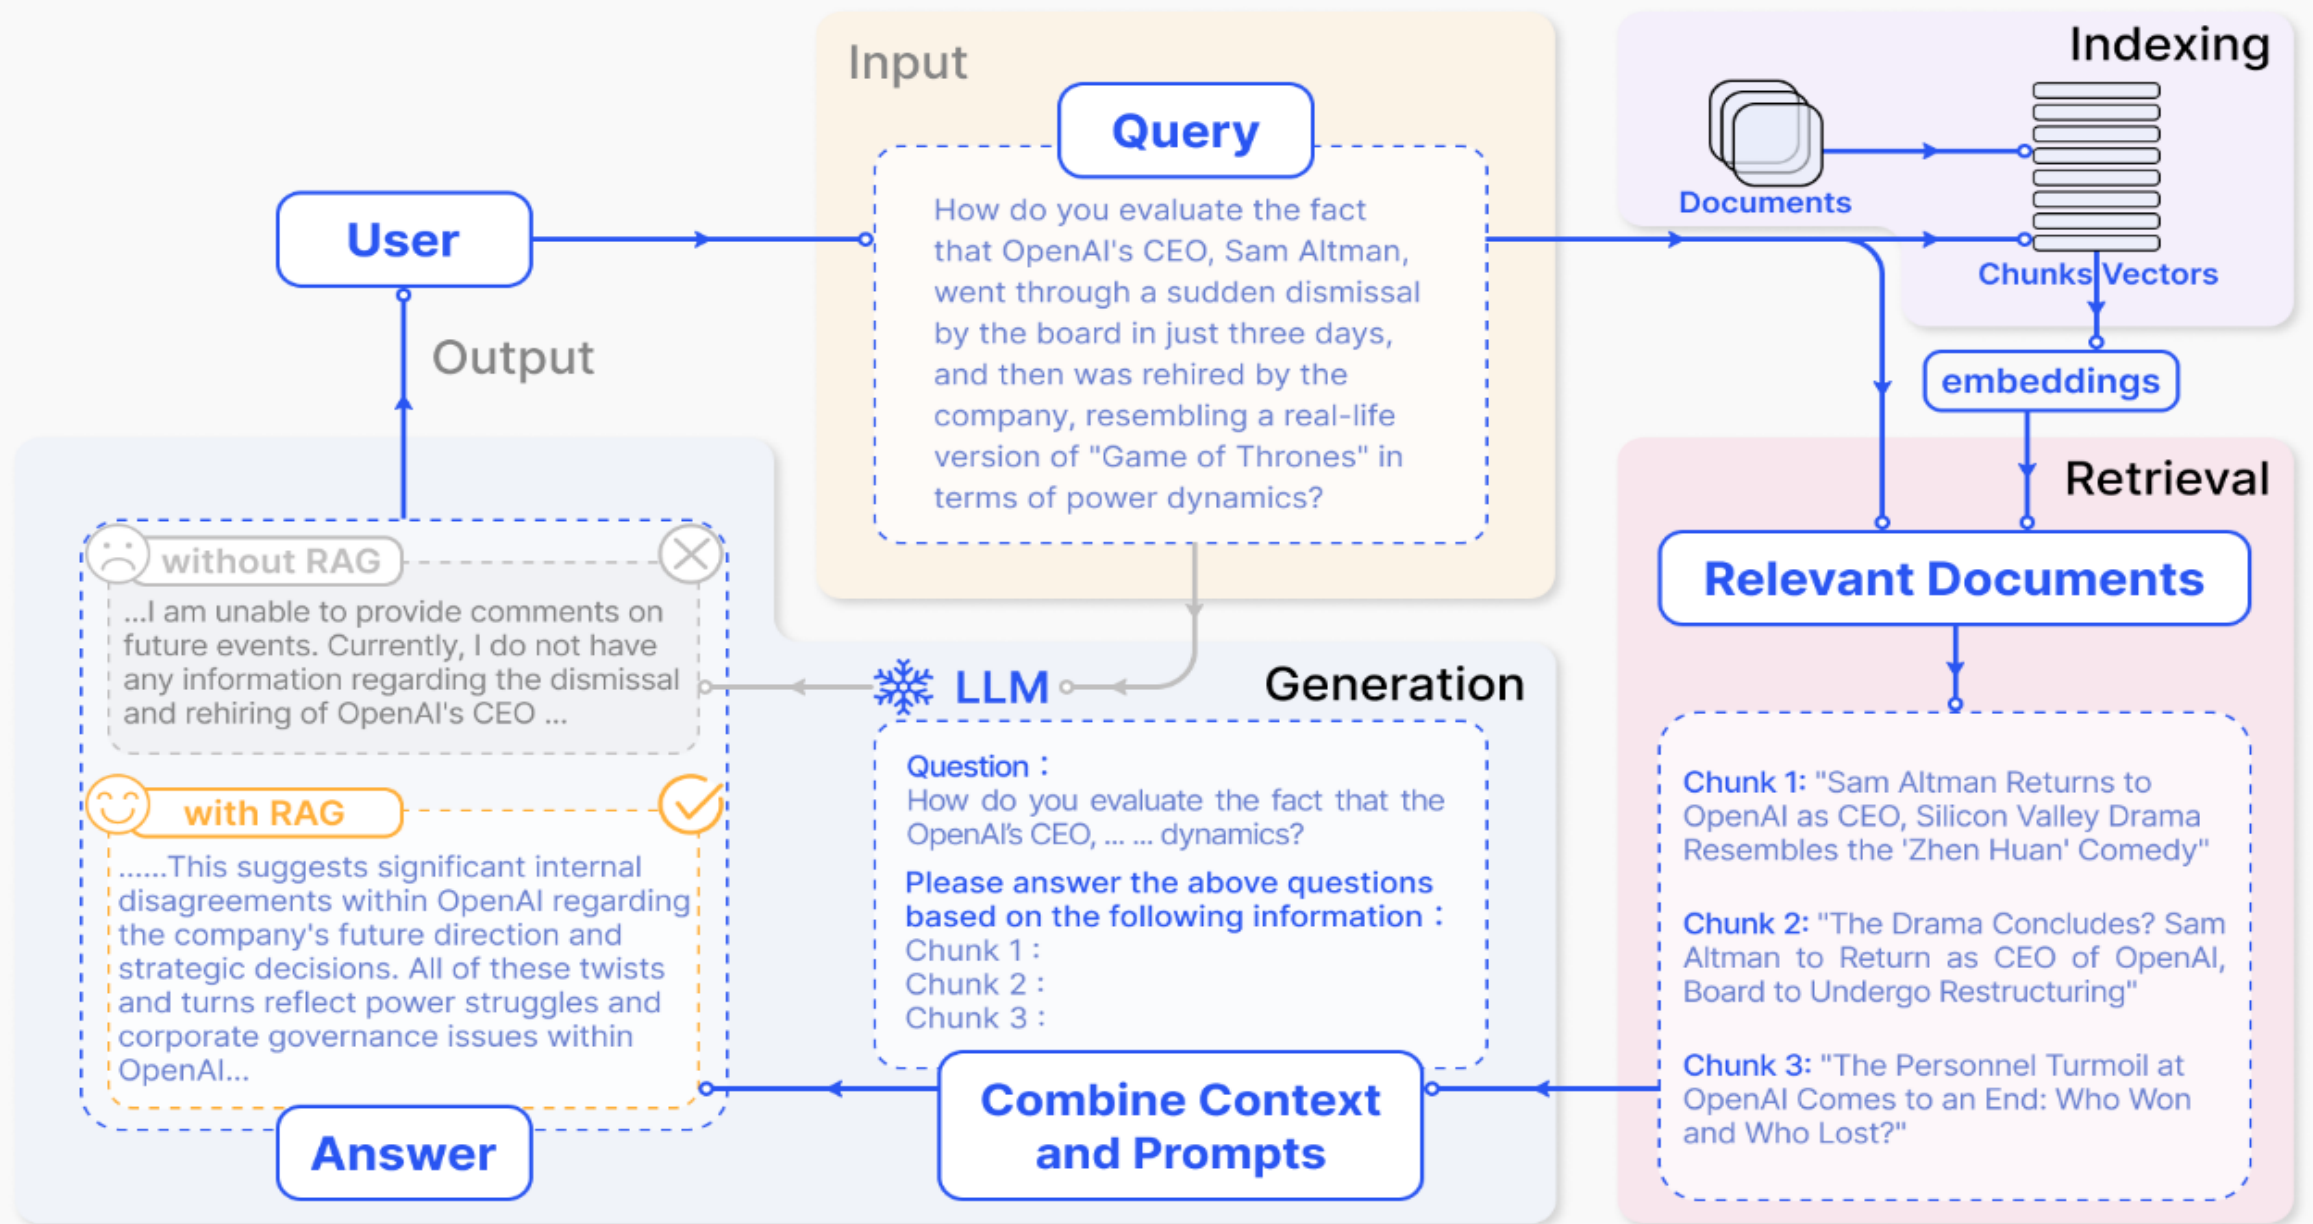 Input
Query
How do you evaluate the fact
that OpenAI's CEO, Sam Altman,
went through a sudden dismissal
by the board in just three days,
and then was rehired by the
company, resembling a real-life
version of "Game of Thrones" in
terms of power dynamics?
Indexing
Documents
Chunks Vectors
embeddings
User
Output
Retrieval
Relevant Documents
Chunk 1: "Sam Altman Returns to
OpenAI as CEO, Silicon Valley Drama
Resembles the 'Zhen Huan' Comedy"
Chunk 2: "The Drama Concludes? Sam
Altman to Return as CEO of OpenAI,
Board to Undergo Restructuring"
Chunk 3: "The Personnel Turmoil at
OpenAI Comes to an End: Who Won
and Who Lost?"
Generation
LLM
Question :
How do you evaluate the fact that the
OpenAI's CEO, ... ... dynamics?
Please answer the above questions
based on the following information :
Chunk 1 :
Chunk 2 :
Chunk 3 :
Combine Context
and Prompts
without RAG
...I am unable to provide comments on
future events. Currently, I do not have
any information regarding the dismissal
and rehiring of OpenAI's CEO ...
with RAG
......This suggests significant internal
disagreements within OpenAI regarding
the company's future direction and
strategic decisions. All of these twists
and turns reflect power struggles and
corporate governance issues within
OpenAI...
Answer